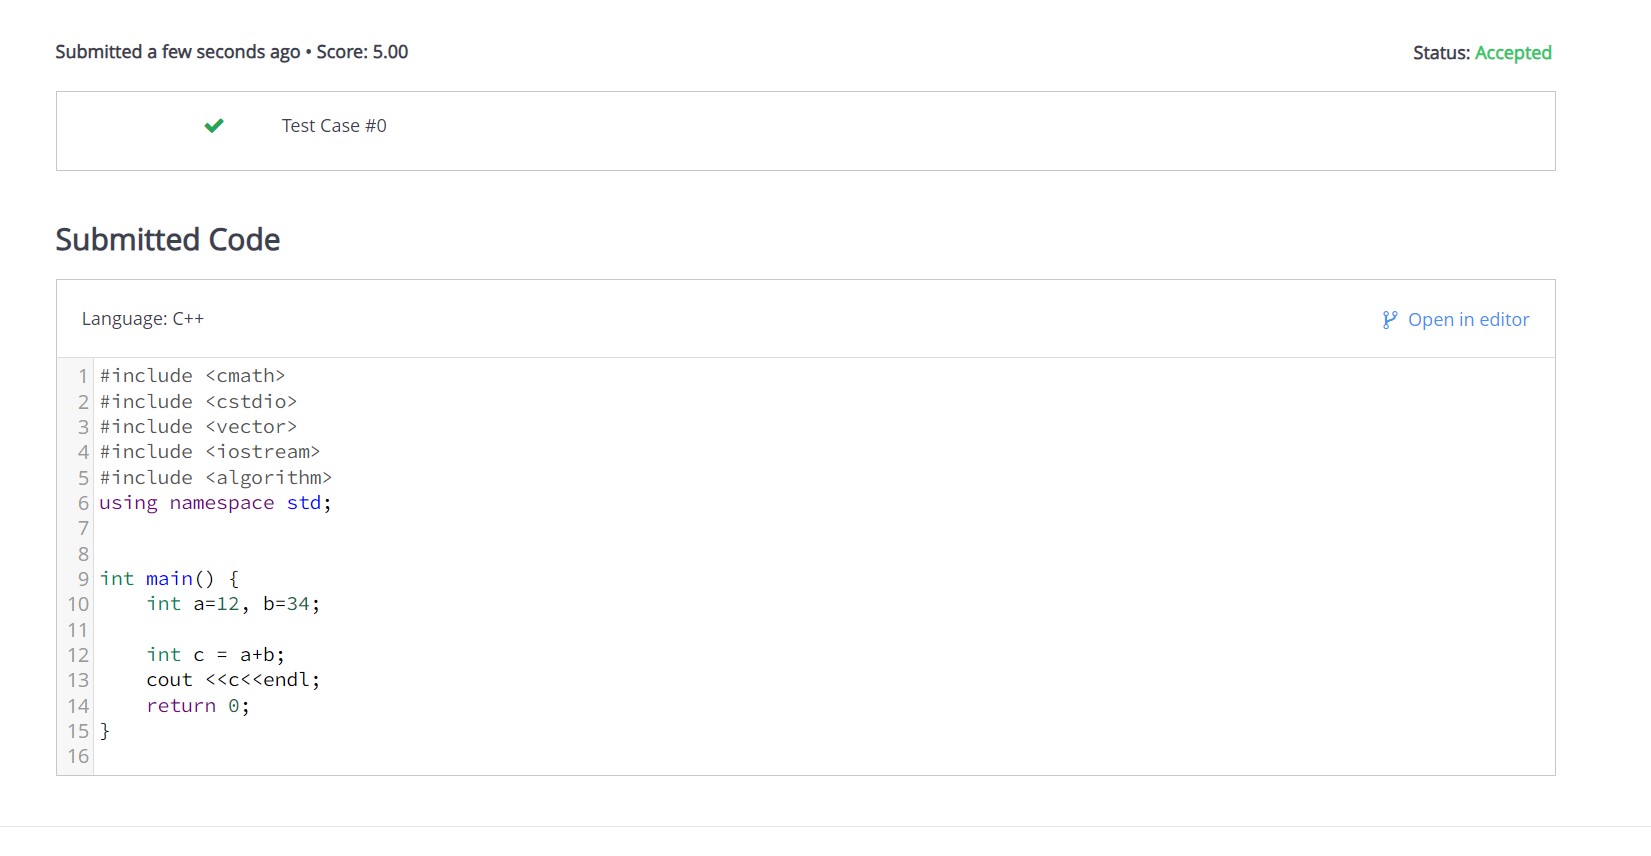 Submitted a few seconds ago • Score: 5.00
Status: Accepted
Test Case #0
Submitted Code
Language: C++
Open in editor
1 #include <cmath>
2 #include <cstdio>
3 #include <vector>
4 #include <iostream>
5 #include <algorithm>
6 using namespace std;
7
8
9 int main() {
10     int a=12, b=34;
11
12     int c = a+b;
13     cout <<c<<endl;
14     return 0;
15 }
16